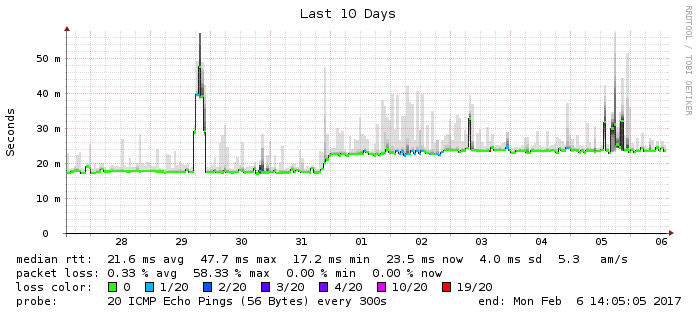 Last 10 Days
RRDTOOL / TOBI OETIKER
Seconds
50 m
40 m
30 m
20 m
10 m
0
28 29 30 31 01 02 03 04 05 06
median rtt: 21.6 ms avg 47.7 ms max 17.2 ms min 23.5 ms now 4.0 ms sd 5.3 am/s
packet loss: 0.33 % avg 58.33 % max 0.00 % min 0.00 % now
loss color: 0 1/20 2/20 3/20 4/20 10/20 19/20
probe: 20 ICMP Echo Pings (56 Bytes) every 300s end: Mon Feb 6 14:05:05 2017